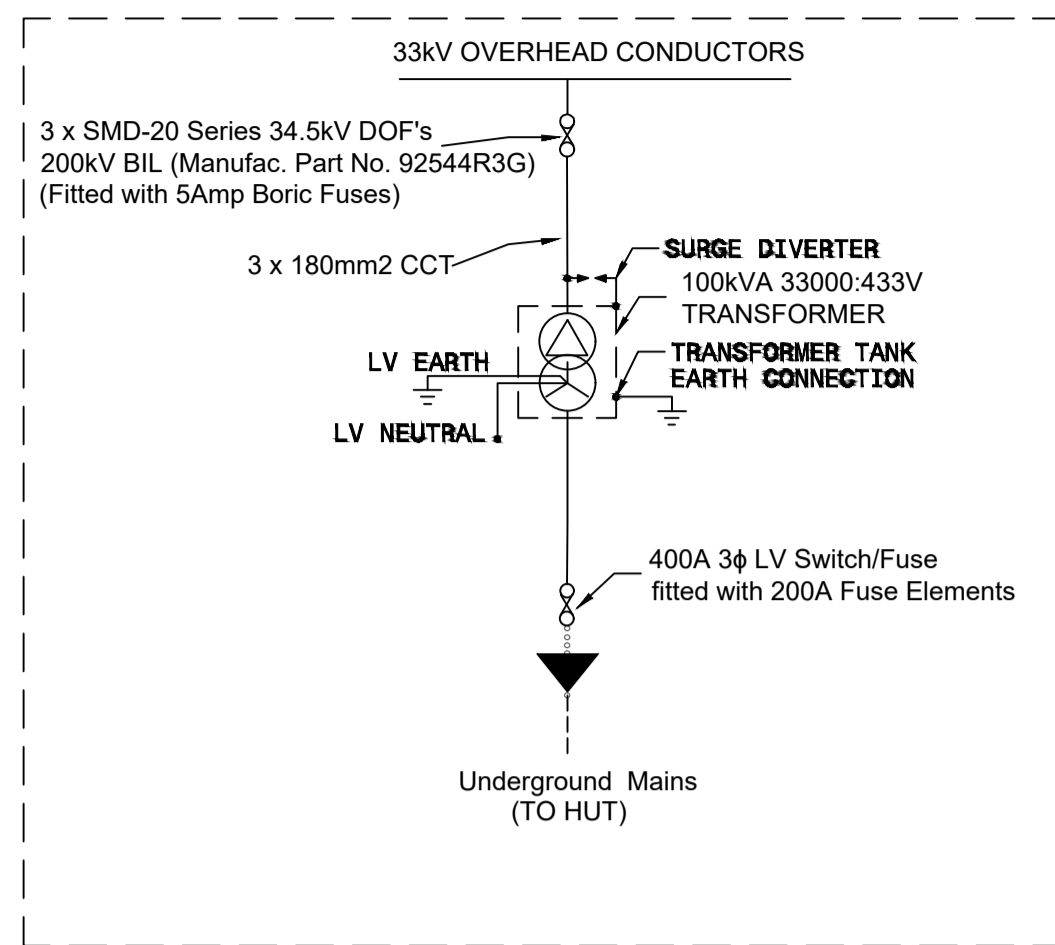 33kV OVERHEAD CONDUCTORS
3 x SMD-20 Series 34.5kV DOF's
200kV BIL (Manufac. Part No. 92544R3G)
(Fitted with 5Amp Boric Fuses)
3 x 180mm2 CCT
SURGE DIVERTER
100kVA 33000:433V
TRANSFORMER
TRANSFORMER TANK
EARTH CONNECTION
LV EARTH
LV NEUTRAL
400A 3ϕ LV Switch/Fuse
fitted with 200A Fuse Elements
Underground Mains
(TO HUT)